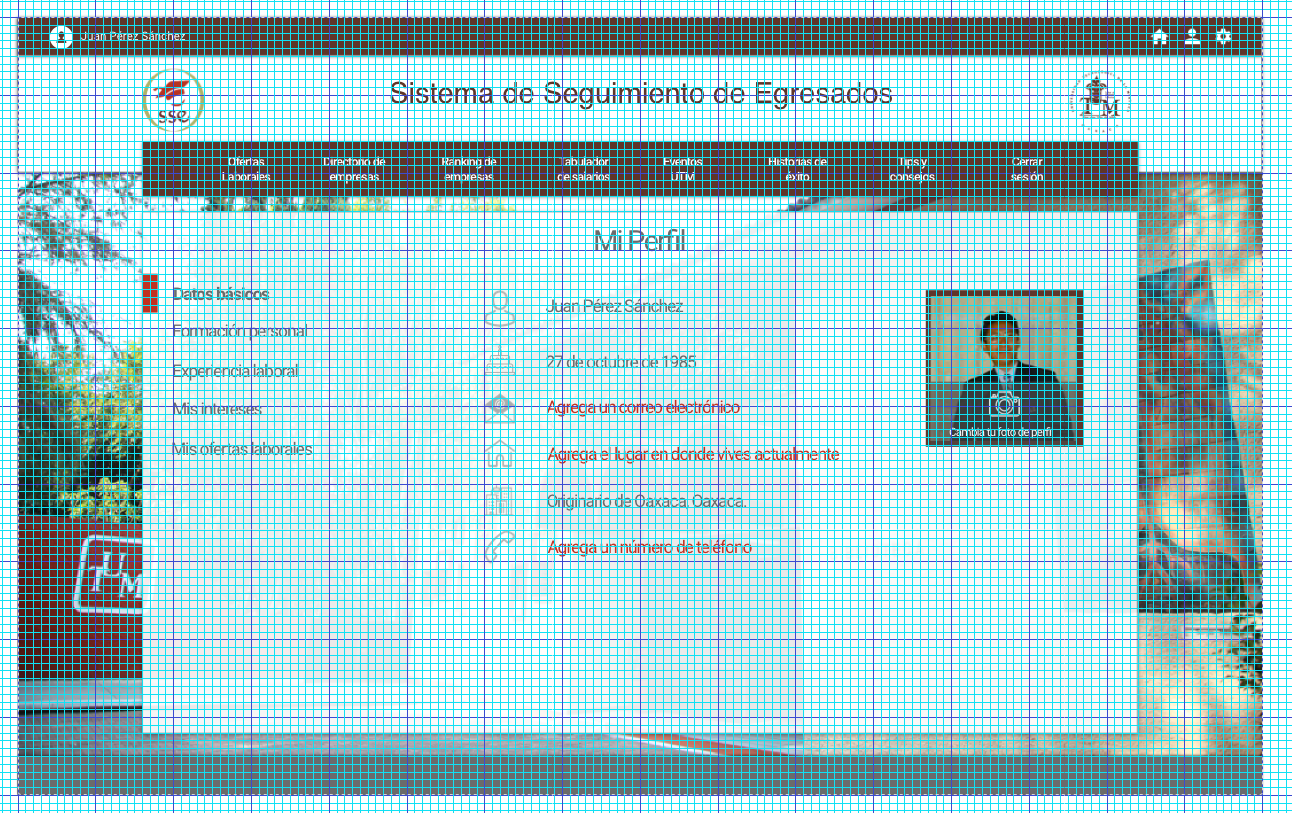 Juan Pérez Sánchez
sse
Sistema de Seguimiento de Egresados
UTM
Ofertas
Laborales
Directorio de
empresas
Ranking de
empresas
Tabulador
de salarios
Eventos
UTM
Historias de
éxito
Tips y
consejos
Cerrar
sesión
Mi Perfil
Datos básicos
Formación personal
Experiencia laboral
Mis intereses
Mis ofertas laborales
Juan Pérez Sánchez
27 de octubre de 1985
Agrega un correo electrónico
Agrega el lugar en donde vives actualmente
Originario de Oaxaca, Oaxaca.
Agrega un número de teléfono
Cambia tu foto de perfil
UTM